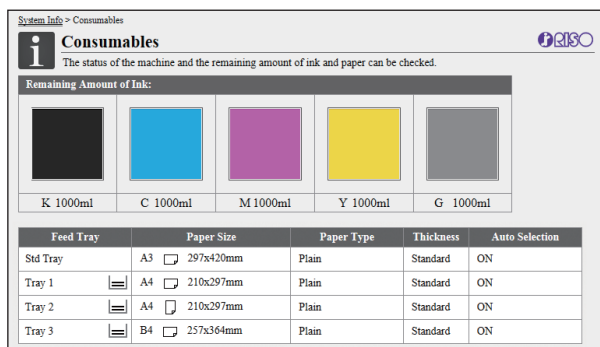 System Info > Consumables
i Consumables
RISO
The status of the machine and the remaining amount of ink and paper can be checked.
Remaining Amount of Ink:
K 1000ml C 1000ml M 1000ml Y 1000ml G 1000ml
Feed Tray Paper Size Paper Type Thickness Auto Selection
Std Tray A3 297x420mm Plain Standard ON
Tray 1 A4 210x297mm Plain Standard ON
Tray 2 A4 210x297mm Plain Standard ON
Tray 3 B4 257x364mm Plain Standard ON